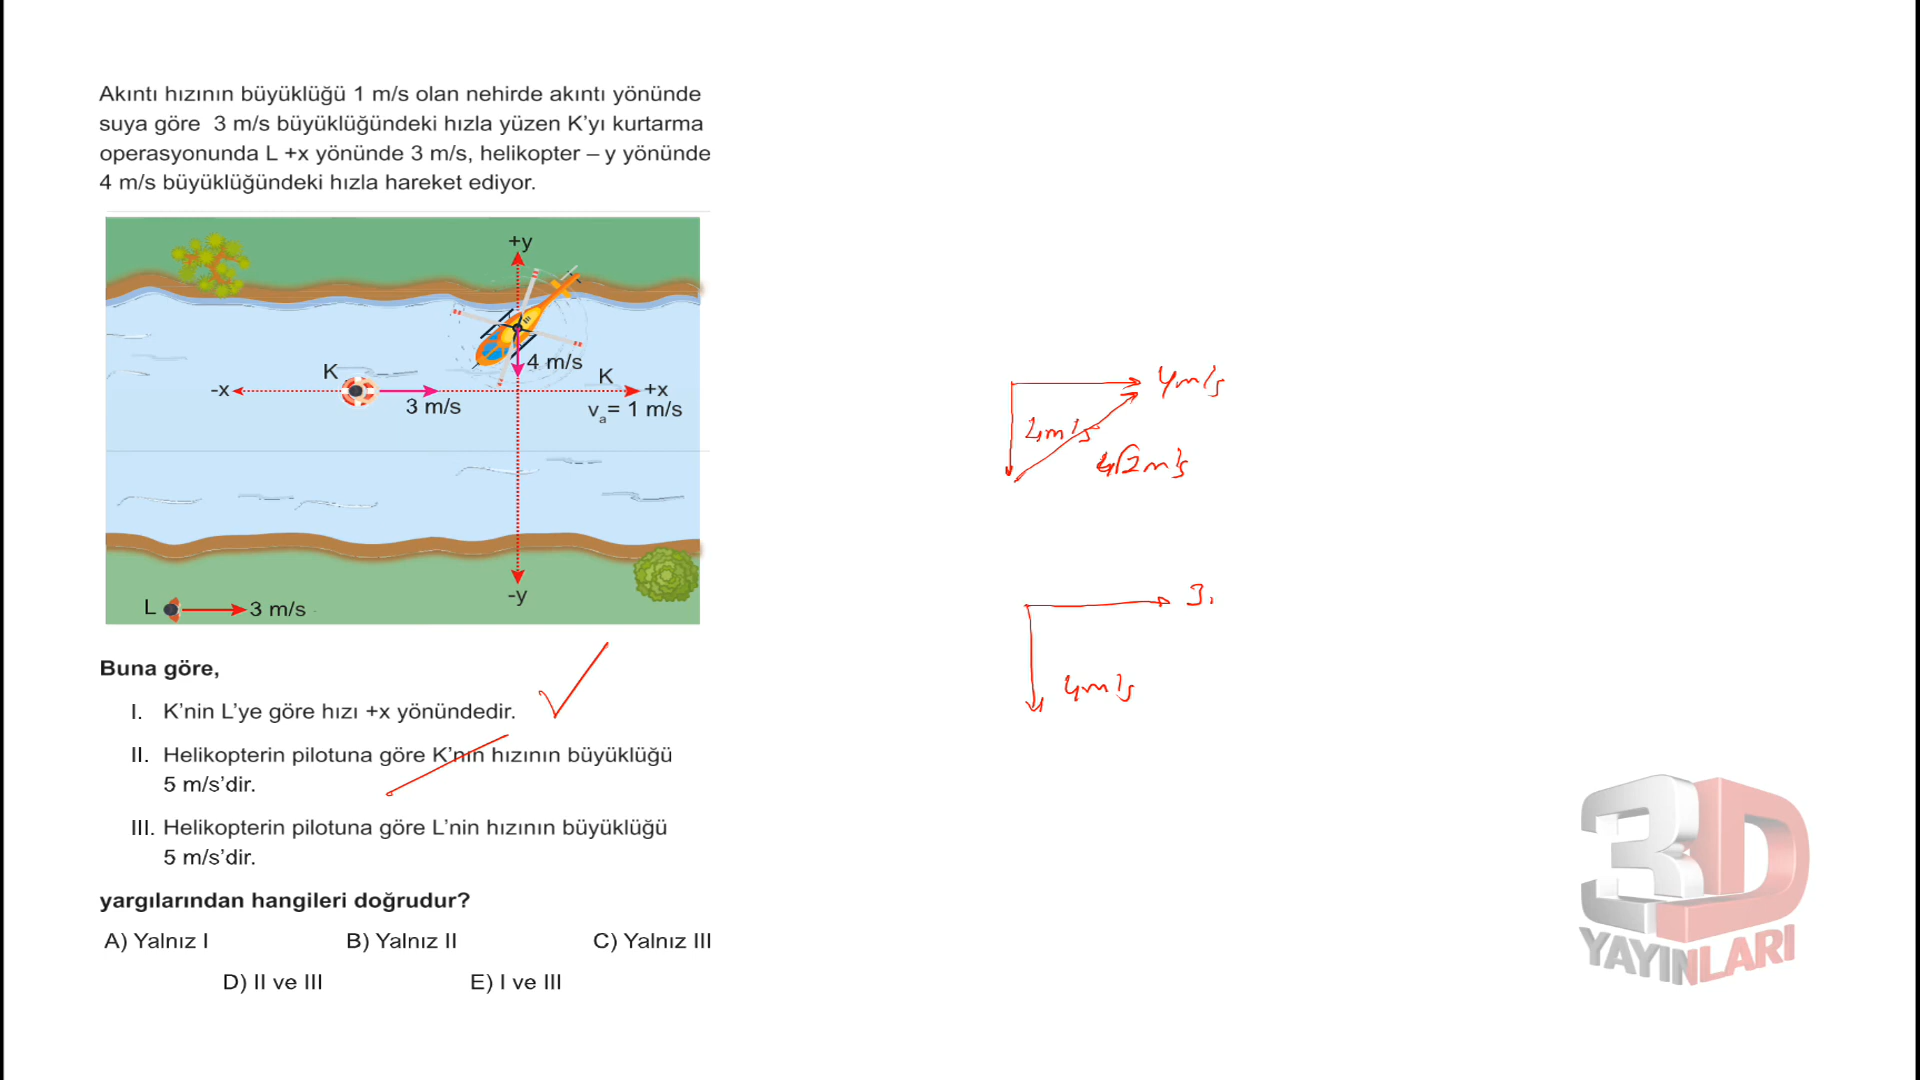 Akıntı hızının büyüklüğü 1 m/s olan nehirde akıntı yönünde
suya göre 3 m/s büyüklüğündeki hızla yüzen K'yı kurtarma
operasyonunda L +x yönünde 3 m/s, helikopter – y yönünde
4 m/s büyüklüğündeki hızla hareket ediyor.
+y
4 m/s
K
K
-x
+x
3 m/s
vₐ= 1 m/s
-y
L
3 m/s
4m/s
4m/s
4√2m/s
3.
4m/s
Buna göre,
I. K'nin L'ye göre hızı +x yönündedir.
II. Helikopterin pilotuna göre K'nin hızının büyüklüğü
5 m/s'dir.
III. Helikopterin pilotuna göre L'nin hızının büyüklüğü
5 m/s'dir.
yargılarından hangileri doğrudur?
A) Yalnız I B) Yalnız II C) Yalnız III
D) II ve III E) I ve III
3D
YAYINLARI